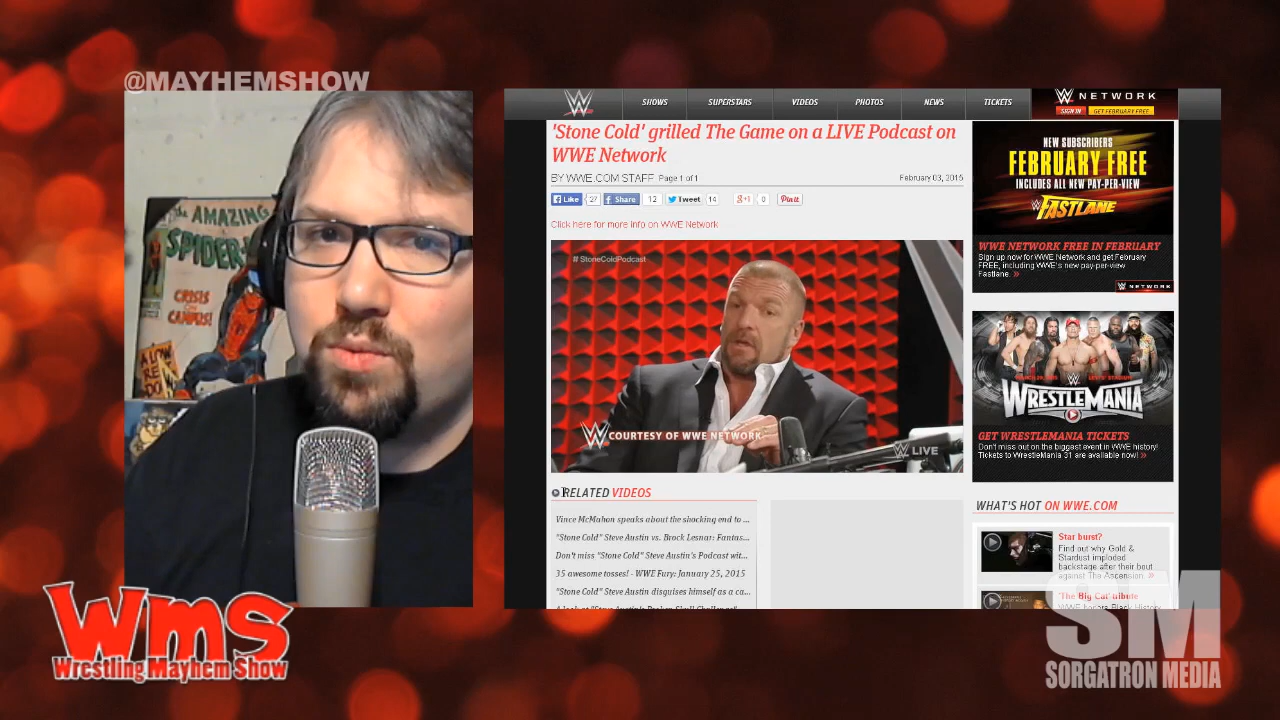 @MAYHEMSHOW
the AMAZING
SPIDER-
CRISIS
on
CAMPUS!
A LOW
RE
DO
W
SHOWS
SUPERSTARS
VIDEOS
PHOTOS
NEWS
TICKETS
W NETWORK
SIGN IN
GET FEBRUARY FREE
'Stone Cold' grilled The Game on a LIVE Podcast on
WWE Network
BY WWE.COM STAFF Page 1 of 1
February 03, 2015
Like 27 Share 12 Tweet 14 g+1 0 Pin it
Click here for more info on WWE Network
#StoneColdPodcast
W COURTESY OF WWE NETWORK
W LIVE
RELATED VIDEOS
Vince McMahon speaks about the shocking end to ...
"Stone Cold" Steve Austin vs. Brock Lesnar: Fantas...
Don't miss "Stone Cold" Steve Austin's Podcast wit...
35 awesome tosses! - WWE Fury: January 25, 2015
"Stone Cold" Steve Austin disguises himself as a ca...
NEW SUBSCRIBERS
FEBRUARY FREE
INCLUDES ALL NEW PAY-PER-VIEW
W FASTLANE
WWE NETWORK FREE IN FEBRUARY
Sign up now for WWE Network and get February
FREE, including WWE's new pay-per-view
Fastlane. »
W NETWORK
WRESTLEMANIA
GET WRESTLEMANIA TICKETS
Don't miss out on the biggest event in WWE history!
Tickets to WrestleMania 31 are available now! »
WHAT'S HOT ON WWE.COM
Star burst?
Find out why Gold &
Stardust imploded
backstage after their bout
against The Ascension. »
'The Big Cat' tribute
WWE honors Black History
WMS
Wrestling Mayhem Show
SM
SORGATRON MEDIA